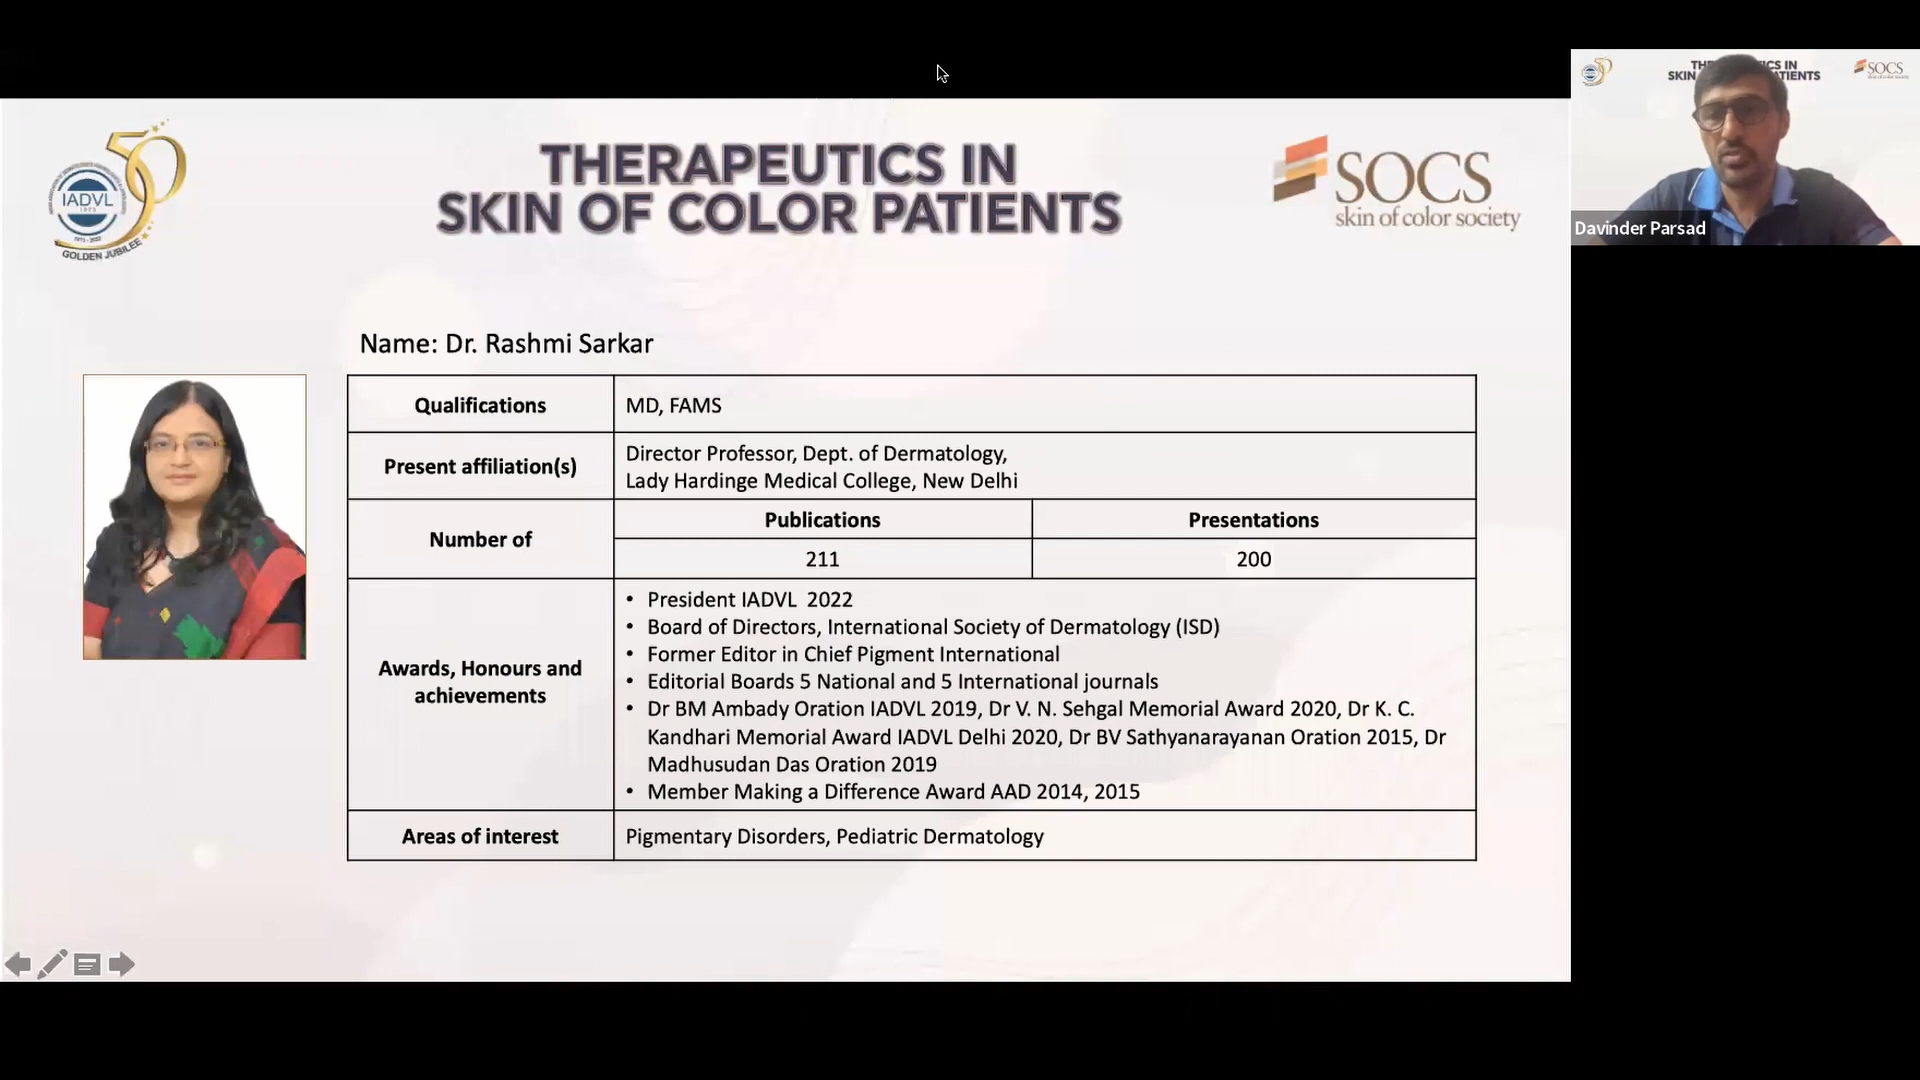 50
IADVL
1973
1973 - 2022
GOLDEN JUBILEE
THERAPEUTICS IN
SKIN OF COLOR PATIENTS
SOCS
skin of color society
SOCS
Davinder Parsad
Name: Dr. Rashmi Sarkar
Qualifications
MD, FAMS
Present affiliation(s)
Director Professor, Dept. of Dermatology,
Lady Hardinge Medical College, New Delhi
Number of
Publications
Presentations
211
200
Awards, Honours and
achievements
• President IADVL 2022
• Board of Directors, International Society of Dermatology (ISD)
• Former Editor in Chief Pigment International
• Editorial Boards 5 National and 5 International journals
• Dr BM Ambady Oration IADVL 2019, Dr V. N. Sehgal Memorial Award 2020, Dr K. C.
Kandhari Memorial Award IADVL Delhi 2020, Dr BV Sathyanarayanan Oration 2015, Dr
Madhusudan Das Oration 2019
• Member Making a Difference Award AAD 2014, 2015
Areas of interest
Pigmentary Disorders, Pediatric Dermatology